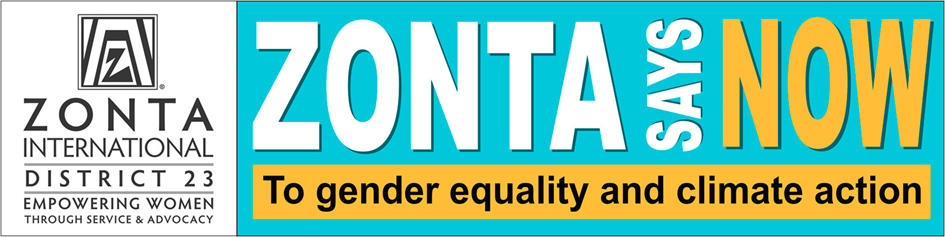 Z
®
ZONTA
INTERNATIONAL
DISTRICT 23
EMPOWERING WOMEN
THROUGH SERVICE & ADVOCACY
ZONTA SAYS NOW
To gender equality and climate action